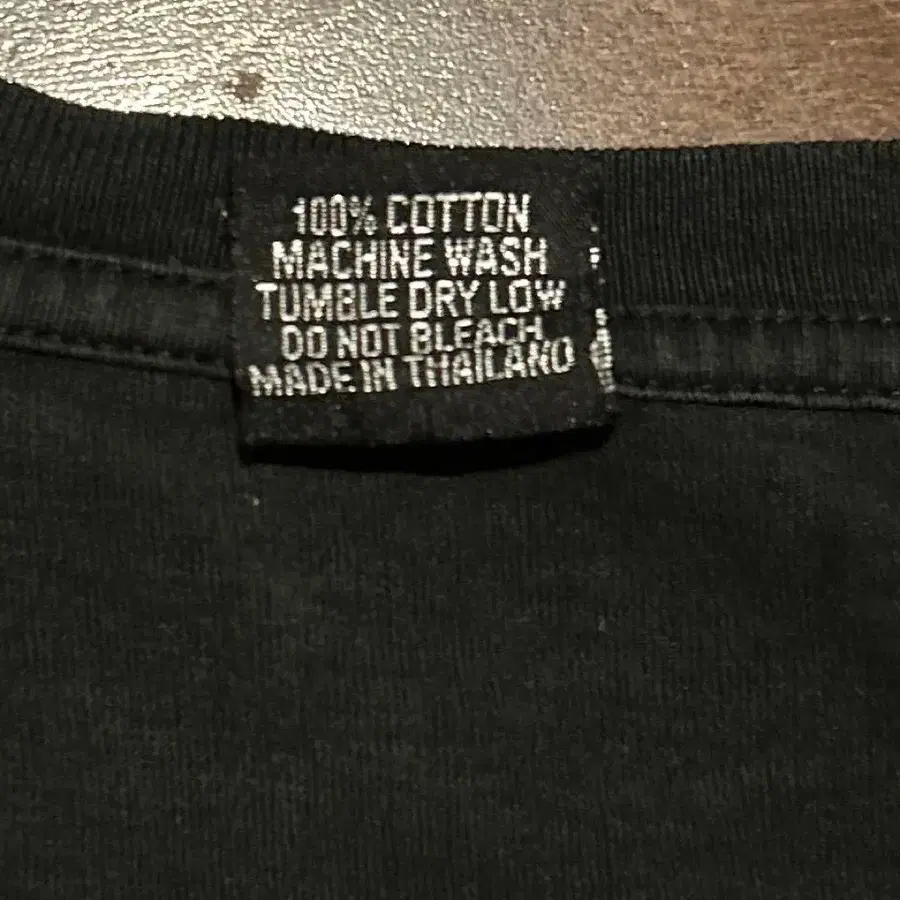 100% COTTON
MACHINE WASH
TUMBLE DRY LOW
DO NOT BLEACH
MADE IN THAILAND